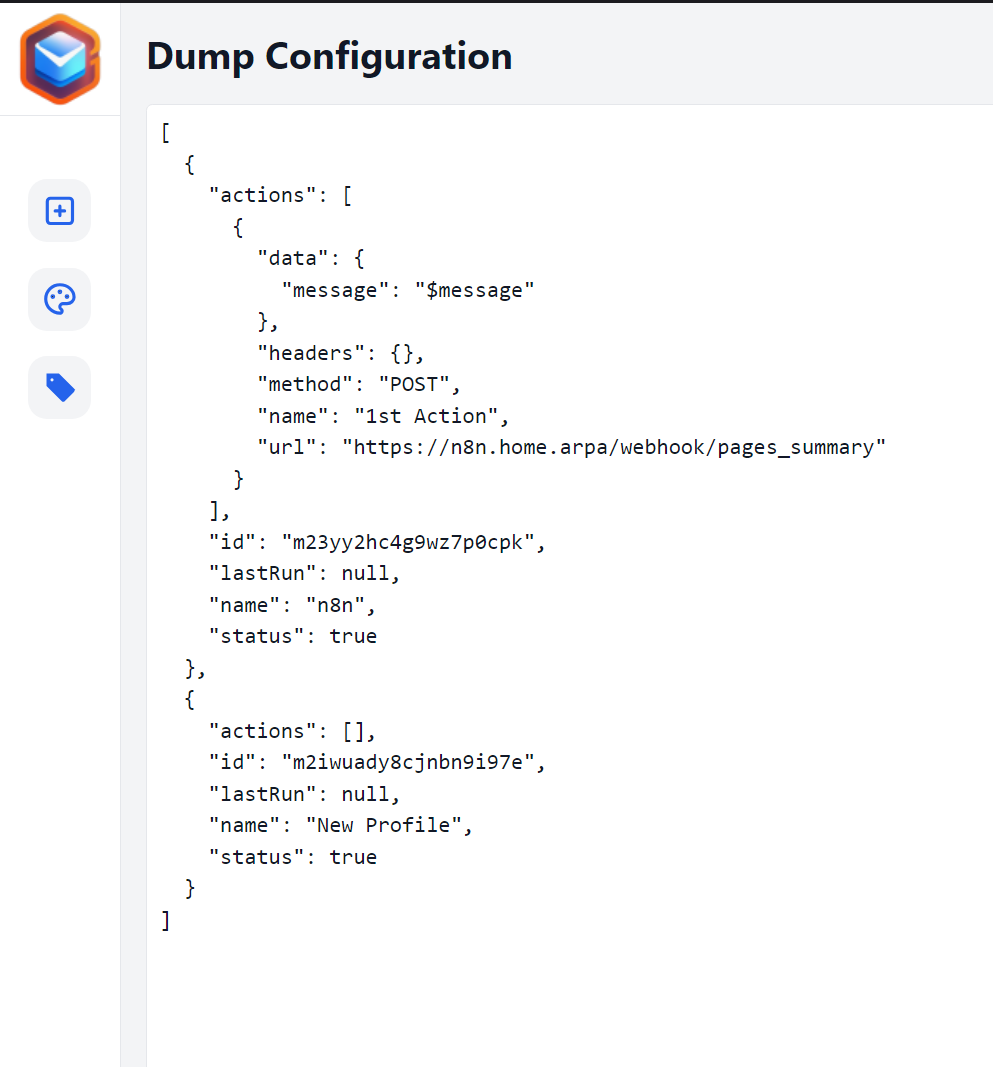 Dump Configuration
[
  {
    "actions": [
      {
        "data": {
          "message": "$message"
        },
        "headers": {},
        "method": "POST",
        "name": "1st Action",
        "url": "https://n8n.home.arpa/webhook/pages_summary"
      }
    ],
    "id": "m23yy2hc4g9wz7p0cpk",
    "lastRun": null,
    "name": "n8n",
    "status": true
  },
  {
    "actions": [],
    "id": "m2iwuady8cjnbn9i97e",
    "lastRun": null,
    "name": "New Profile",
    "status": true
  }
]